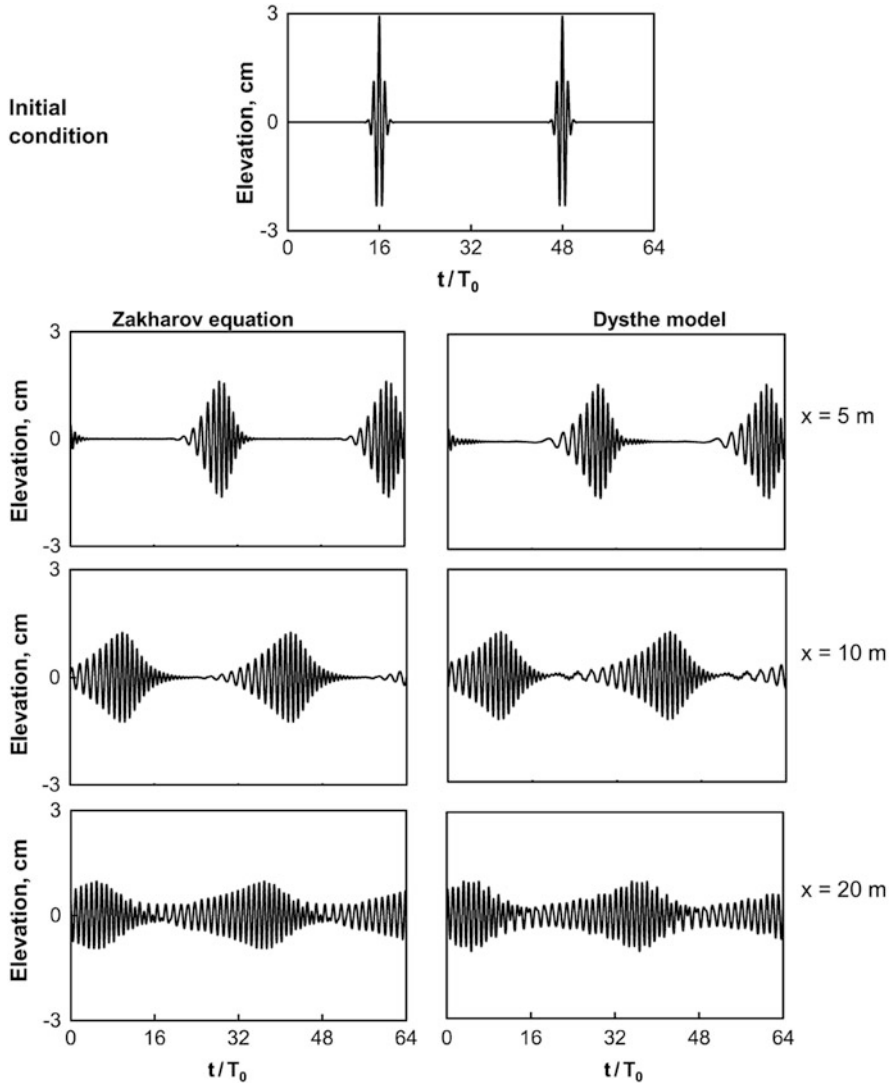 Initial
condition
Elevation, cm
3
0
-3
0 16 32 48 64
t/T0
Zakharov equation
Dysthe model
Elevation, cm
3
0
-3
x = 5 m
Elevation, cm
3
0
-3
x = 10 m
Elevation, cm
3
0
-3
x = 20 m
0 16 32 48 64
0 16 32 48 64
t/T0
t/T0